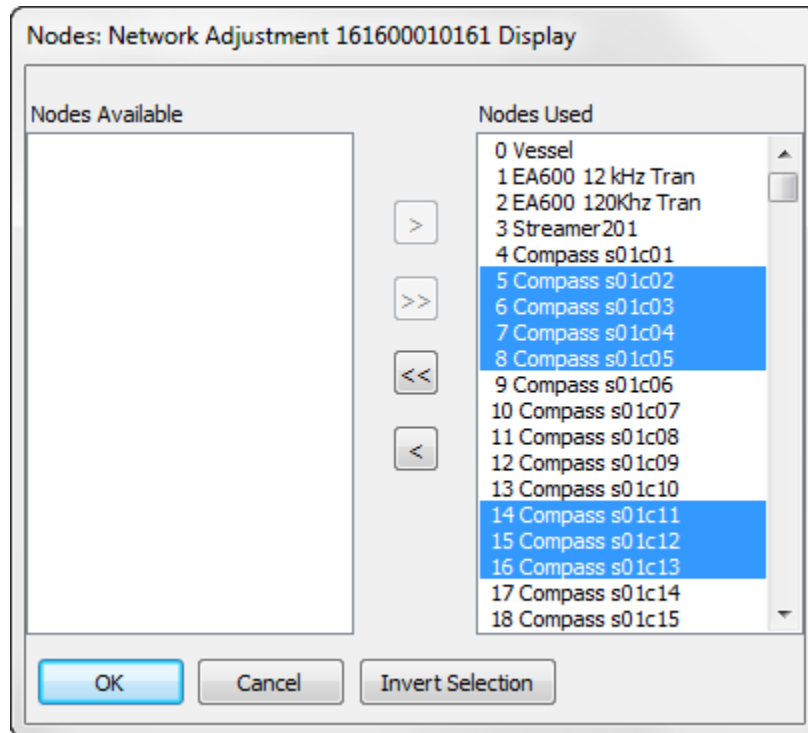 Nodes: Network Adjustment 161600010161 Display
Nodes Available
Nodes Used
0 Vessel
1 EA600 12 kHz Tran
2 EA600 120Khz Tran
3 Streamer201
4 Compass s01c01
5 Compass s01c02
6 Compass s01c03
7 Compass s01c04
8 Compass s01c05
9 Compass s01c06
10 Compass s01c07
11 Compass s01c08
12 Compass s01c09
13 Compass s01c10
14 Compass s01c11
15 Compass s01c12
16 Compass s01c13
17 Compass s01c14
18 Compass s01c15
>
>>
<<
<
OK
Cancel
Invert Selection